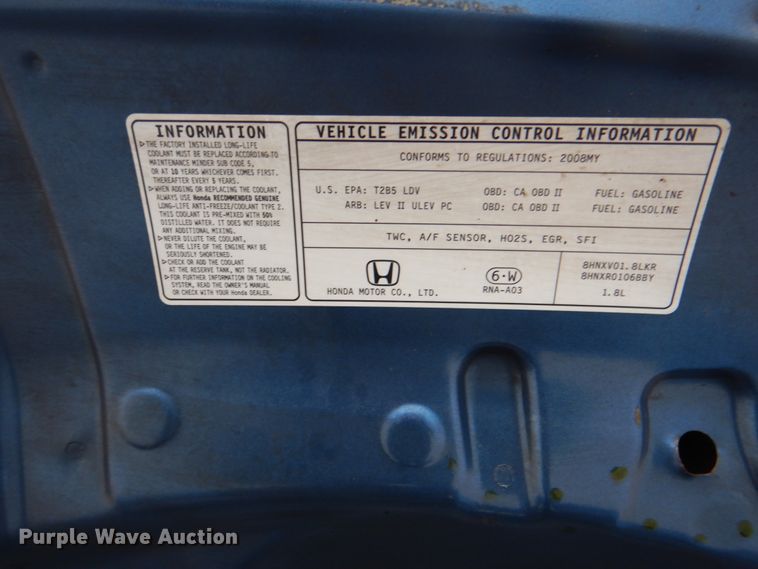 INFORMATION
▷THE FACTORY INSTALLED LONG-LIFE
COOLANT MUST BE REPLACED ACCORDING TO
MAINTENANCE MINDER SUB CODE 5,
OR AT 10 YEARS WHICHEVER COMES FIRST.
THEREAFTER EVERY 5 YEARS.
▷WHEN ADDING OR REPLACING THE COOLANT,
ALWAYS USE Honda RECOMMENDED GENUINE
LONG-LIFE ANTI-FREEZE/COOLANT TYPE 2.
THIS COOLANT IS PRE-MIXED WITH 50%
DISTILLED WATER. IT DOES NOT REQUIRE
ANY ADDITIONAL MIXING.
▷NEVER DILUTE THE COOLANT,
OR THE LIFE OF THE ENGINE MAY BE
SERIOUSLY SHORTENED.
▷CHECK OR ADD THE COOLANT
AT THE RESERVE TANK, NOT THE RADIATOR.
▷FOR FURTHER INFORMATION ON THE COOLING
SYSTEM, READ THE OWNER'S MANUAL
OR CHECK WITH YOUR Honda DEALER.
VEHICLE EMISSION CONTROL INFORMATION
CONFORMS TO REGULATIONS: 2008MY
U.S. EPA: T2B5 LDV OBD: CA OBD II FUEL: GASOLINE
ARB: LEV II ULEV PC OBD: CA OBD II FUEL: GASOLINE
TWC, A/F SENSOR, HO2S, EGR, SFI
HONDA MOTOR CO., LTD.
6·W
RNA-A03
8HNXV01.8LKR
8HNXR0106BBY
1.8L
Purple Wave Auction